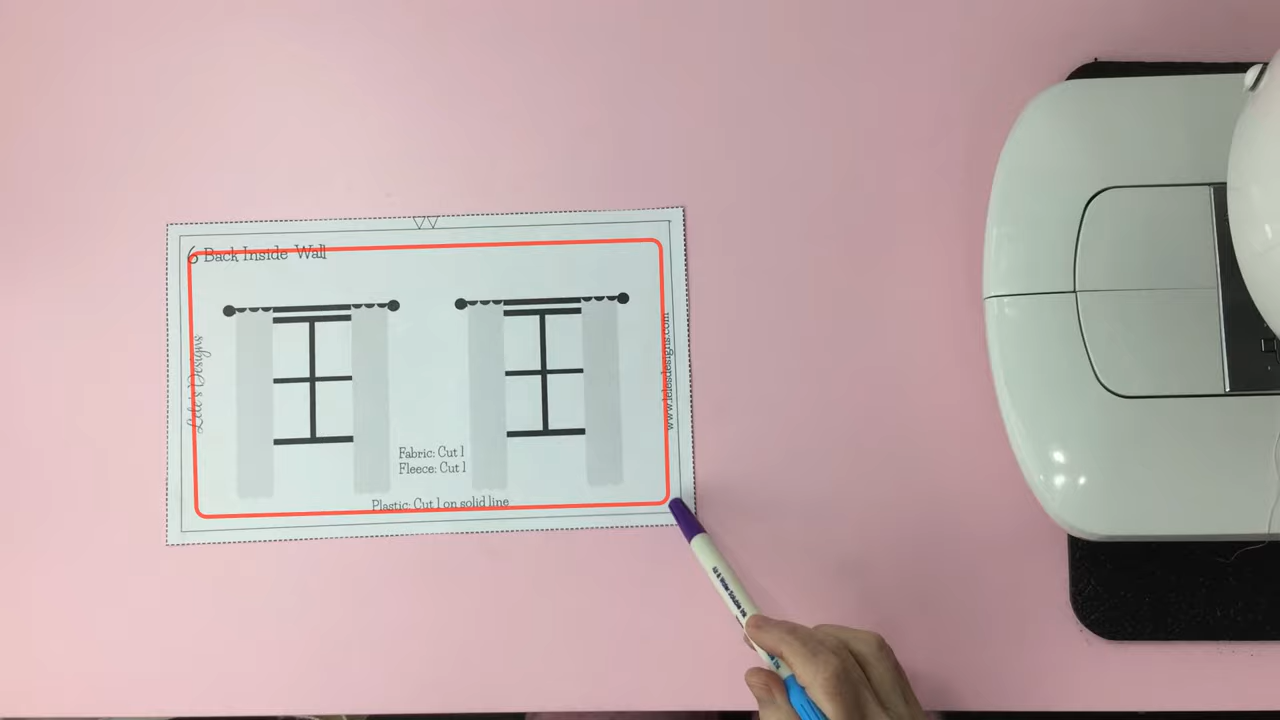 6 Back Inside Wall
Lele's Designs
www.lelesdesigns.com
Fabric: Cut 1
Fleece: Cut 1
Plastic: Cut 1 on solid line